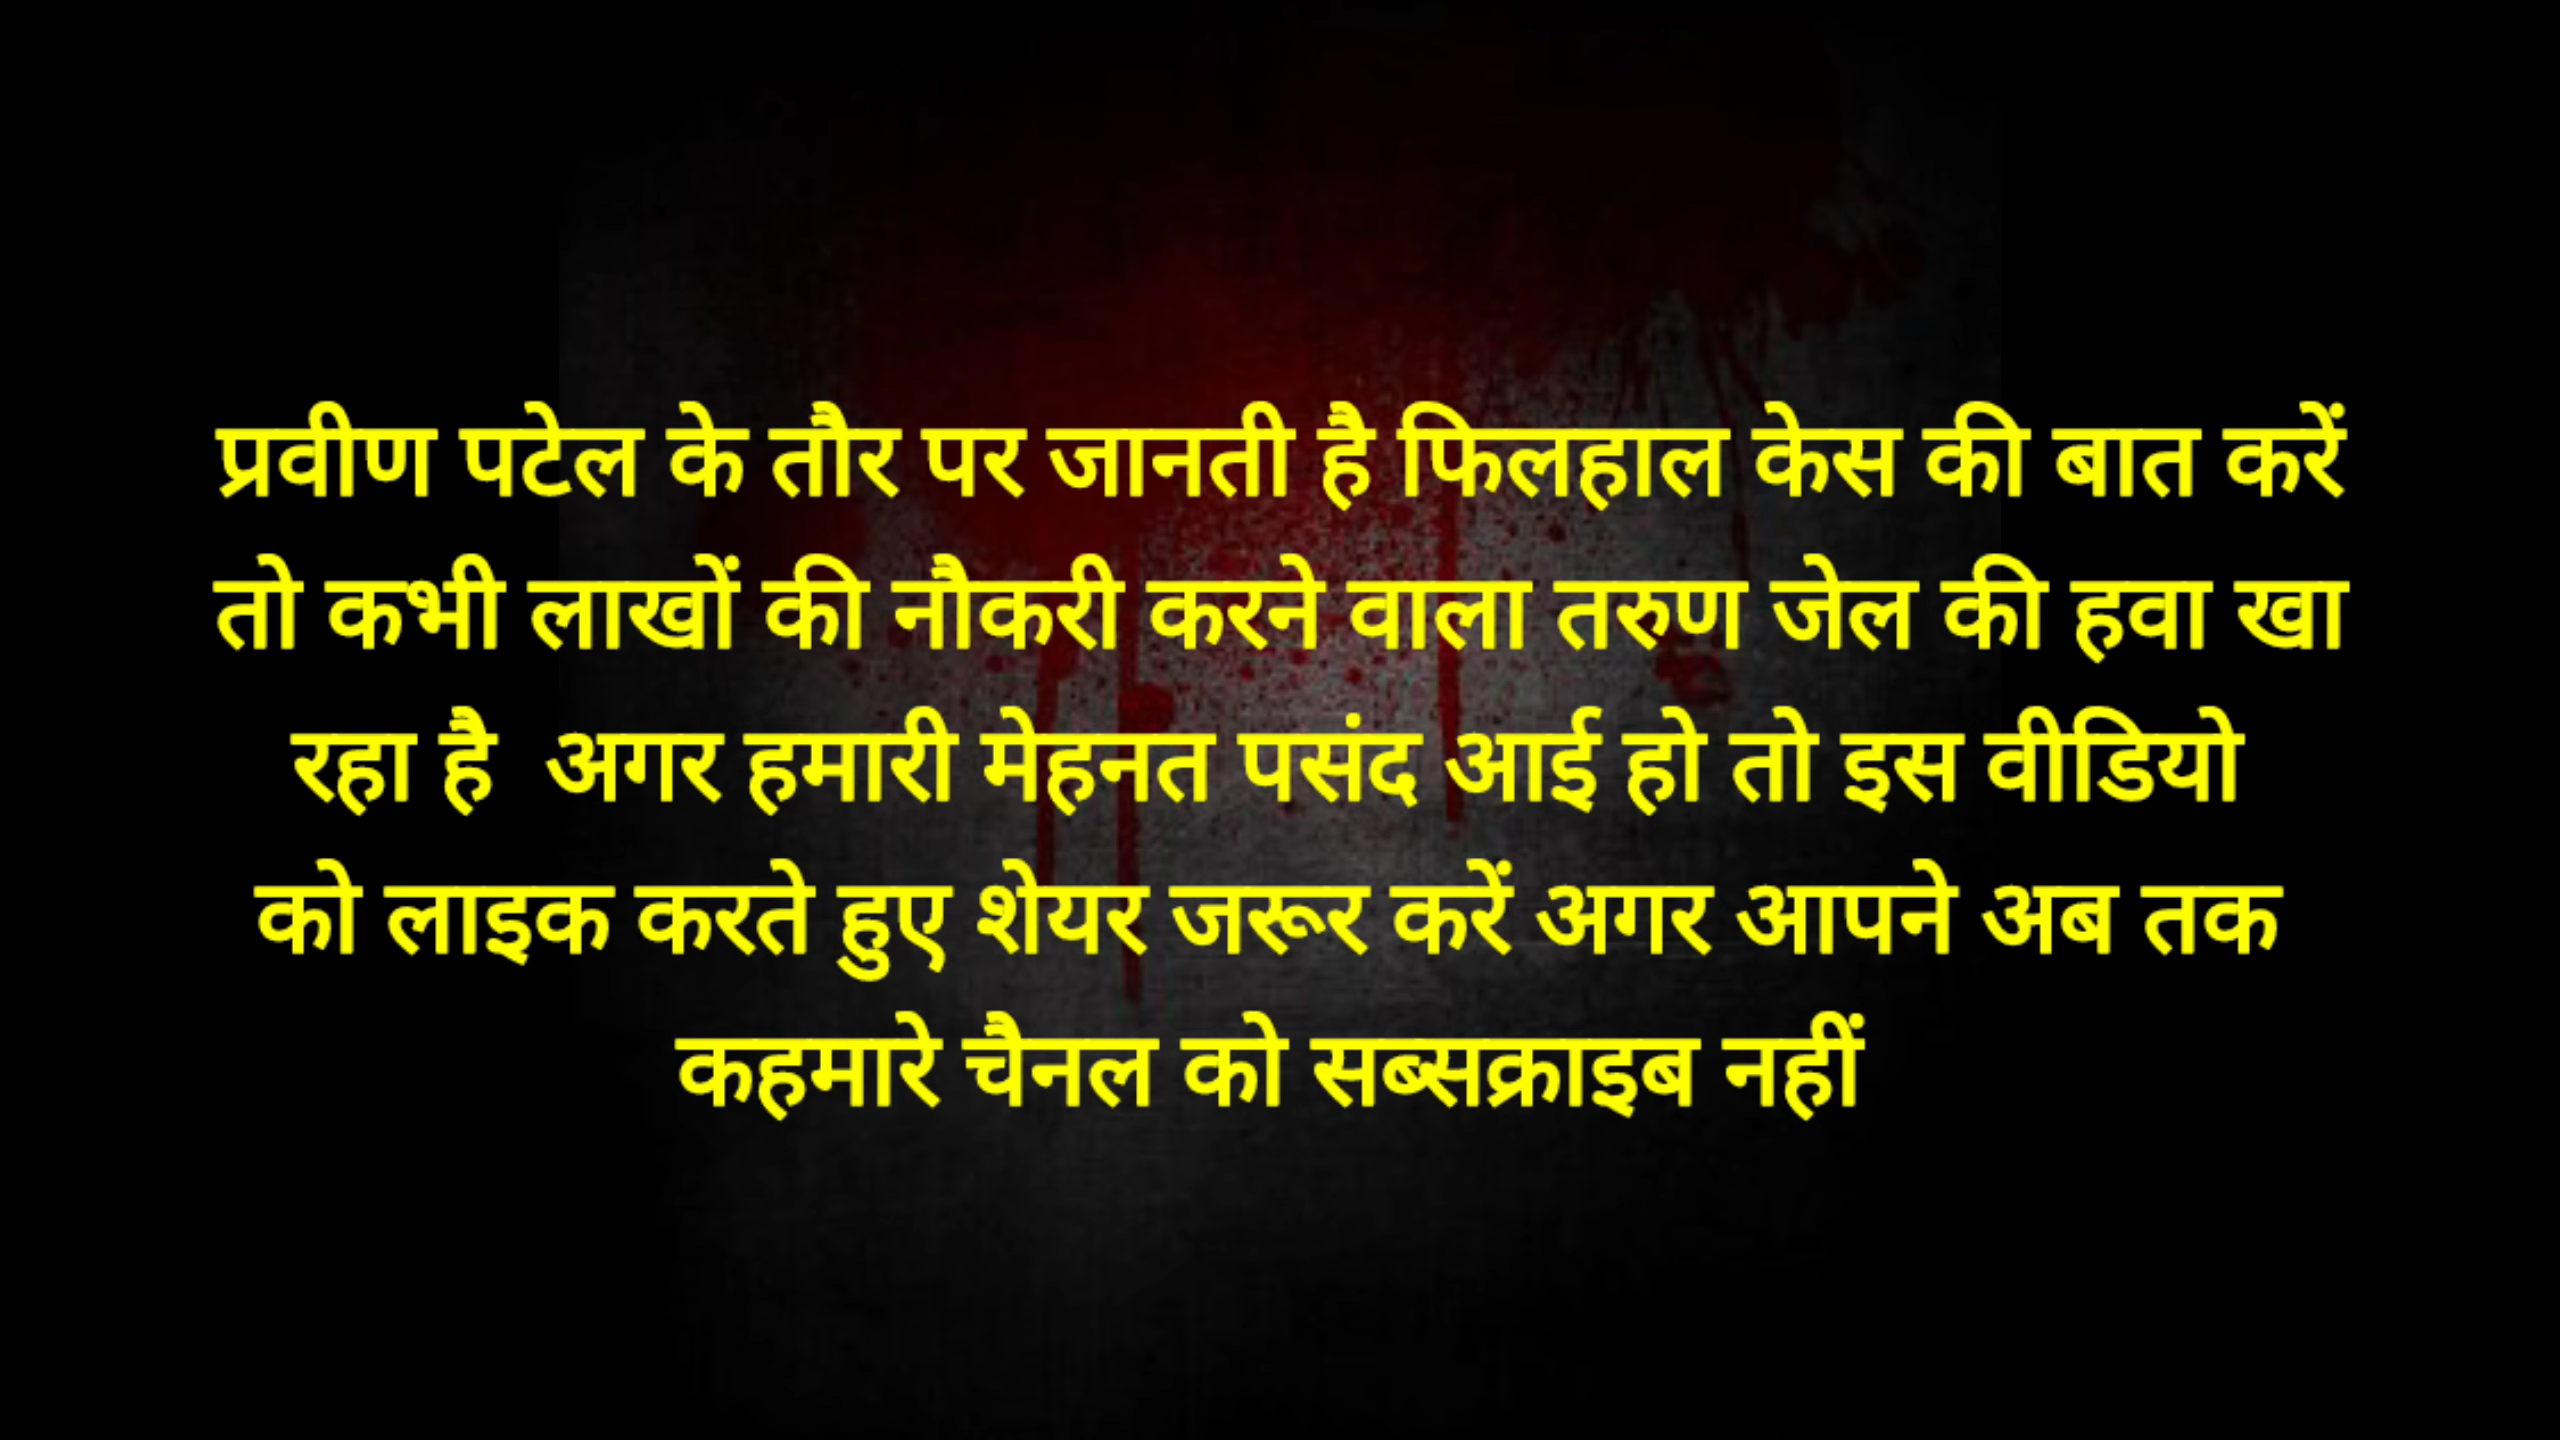 प्रवीण पटेल के तौर पर जानती है फिलहाल केस की बात करें
तो कभी लाखों की नौकरी करने वाला तरुण जेल की हवा खा
रहा है  अगर हमारी मेहनत पसंद आई हो तो इस वीडियो
को लाइक करते हुए शेयर जरूर करें अगर आपने अब तक
कहमारे चैनल को सब्सक्राइब नहीं